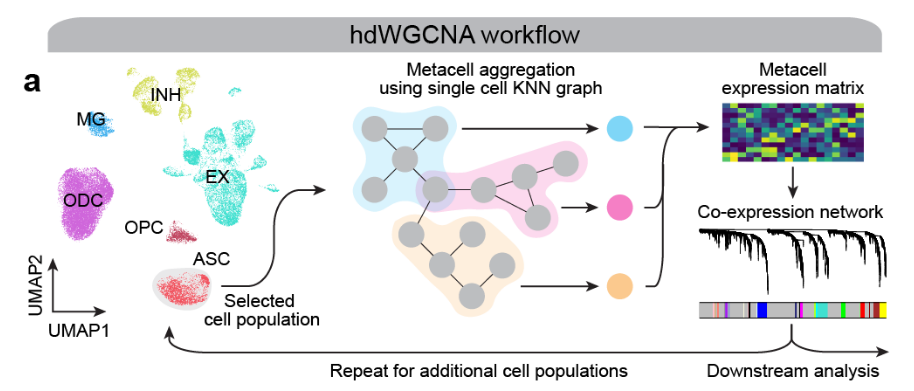 hdWGCNA workflow
a
INH
MG
EX
ODC
OPC
ASC
UMAP2
UMAP1
Selected
cell population
Metacell aggregation
using single cell KNN graph
Metacell
expression matrix
Co-expression network
Repeat for additional cell populations
Downstream analysis